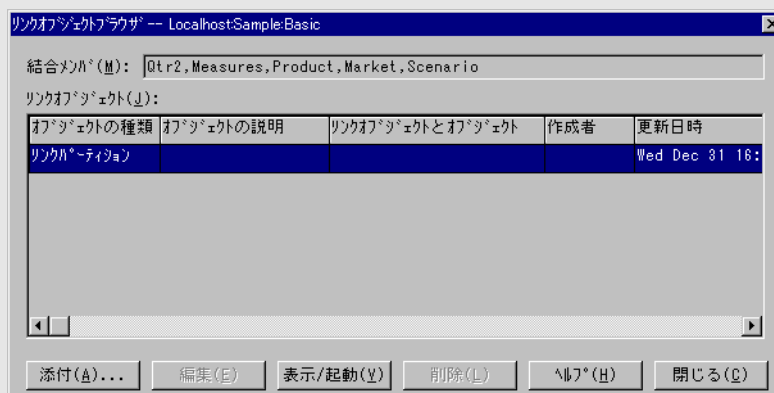 ﾘﾝｸｵﾌﾞｼﾞｪｸﾄﾌﾞﾗｳｻﾞ -- Localhost:Sample:Basic
結合ﾒﾝﾊﾞ(M): Qtr2,Measures,Product,Market,Scenario
ﾘﾝｸｵﾌﾞｼﾞｪｸﾄ(J):
ｵﾌﾞｼﾞｪｸﾄの種類 ｵﾌﾞｼﾞｪｸﾄの説明 ﾘﾝｸｵﾌﾞｼﾞｪｸﾄとｵﾌﾞｼﾞｪｸﾄ 作成者 更新日時
ﾘﾝｸﾊﾟｰﾃｨｼｮﾝ Wed Dec 31 16:
添付(A)... 編集(E) 表示/起動(V) 削除(L) ﾍﾙﾌﾟ(H) 閉じる(C)